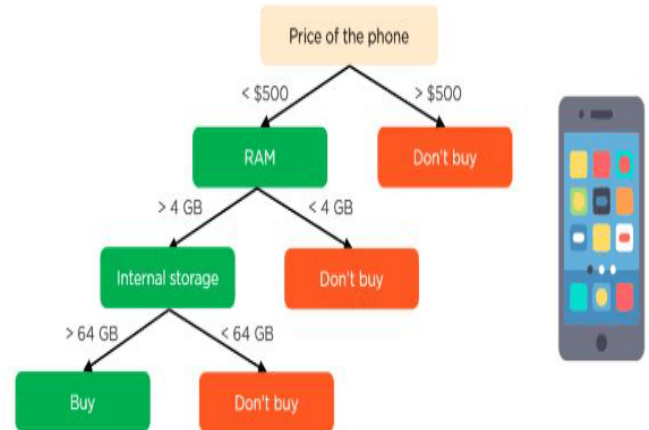 Price of the phone
< $500
> $500
RAM
Don't buy
> 4 GB
< 4 GB
Internal storage
Don't buy
> 64 GB
< 64 GB
Buy
Don't buy